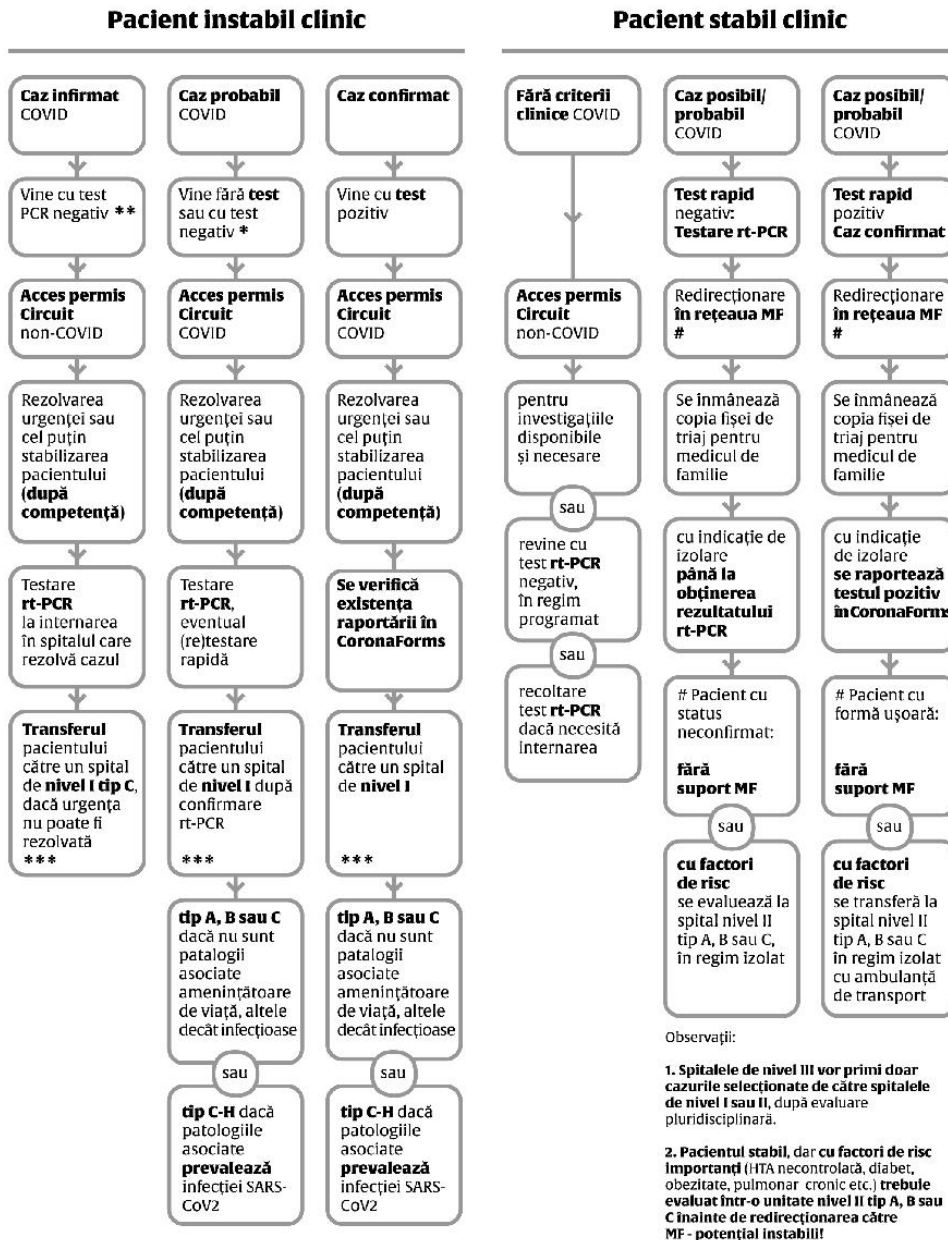 Pacient instabil clinic
Caz infirmat
COVID
Vine cu test
PCR negativ **
Acces permis
Circuit
non-COVID
Rezolvarea
urgenței sau
cel puțin
stabilizarea
pacientului
(după
competență)
Testare
rt-PCR
la internarea
în spitalul care
rezolvă cazul
Transferul
pacientului
către un spital
de nivel I tip C,
dacă urgența
nu poate fi
rezolvată
***
Caz probabil
COVID
Vine fără test
sau cu test
negativ *
Acces permis
Circuit
COVID
Rezolvarea
urgenței sau
cel puțin
stabilizarea
pacientului
(după
competență)
Testare
rt-PCR,
eventual
(re)testare
rapidă
Transferul
pacientului
către un spital
de nivel I după
confirmare
rt-PCR
***
tip A, B sau C
dacă nu sunt
patalogii
asociate
amenințătoare
de viață, altele
decât infecțioase
sau
tip C-H dacă
patologiile
asociate
prevalează
infecției SARS-
CoV2
Caz confirmat
Vine cu test
pozitiv
Acces permis
Circuit
COVID
Rezolvarea
urgenței sau
cel puțin
stabilizarea
pacientului
(după
competență)
Se verifică
existența
raportării în
CoronaForms
Transferul
pacientului
către un spital
de nivel I
***
tip A, B sau C
dacă nu sunt
patalogii
asociate
amenințătoare
de viață, altele
decât infecțioase
sau
tip C-H dacă
patologiile
asociate
prevalează
infecției SARS-
CoV2
Pacient stabil clinic
Fără criterii
clinice COVID
Acces permis
Circuit
non-COVID
pentru
investigațiile
disponibile
și necesare
sau
revine cu
test rt-PCR
negativ,
în regim
programat
sau
recoltare
test rt-PCR
dacă necesită
internarea
Caz posibil/
probabil
COVID
Test rapid
negativ:
Testare rt-PCR
Redirecționare
în rețeaua MF
#
Se înmânează
copia fișei de
triaj pentru
medicul de
familie
cu indicație de
izolare
până la
obținerea
rezultatului
rt-PCR
# Pacient cu
status
neconfirmat:
fără
suport MF
sau
cu factori
de risc
se evaluează la
spital nivel II
tip A, B sau C,
în regim izolat
Caz posibil/
probabil
COVID
Test rapid
pozitiv
Caz confirmat
Redirecționare
în rețeaua MF
#
Se înmânează
copia fișei de
triaj pentru
medicul de
familie
cu indicație
de izolare
se raportează
testul pozitiv
înCoronaForms
# Pacient cu
formă ușoară:
fără
suport MF
sau
cu factori
de risc
se transferă la
spital nivel II
tip A, B sau C
în regim izolat
cu ambulanță
de transport
Observații:
1. Spitalele de nivel III vor primi doar
cazurile selecționate de către spitalele
de nivel I sau II, după evaluare
pluridisciplinară.
2. Pacientul stabil, dar cu factori de risc
importanți (HTA necontrolată, diabet,
obezitate, pulmonar cronic etc.) trebuie
evaluat într-o unitate nivel II tip A, B sau
C înainte de redirecționarea către
MF - potențial instabili!